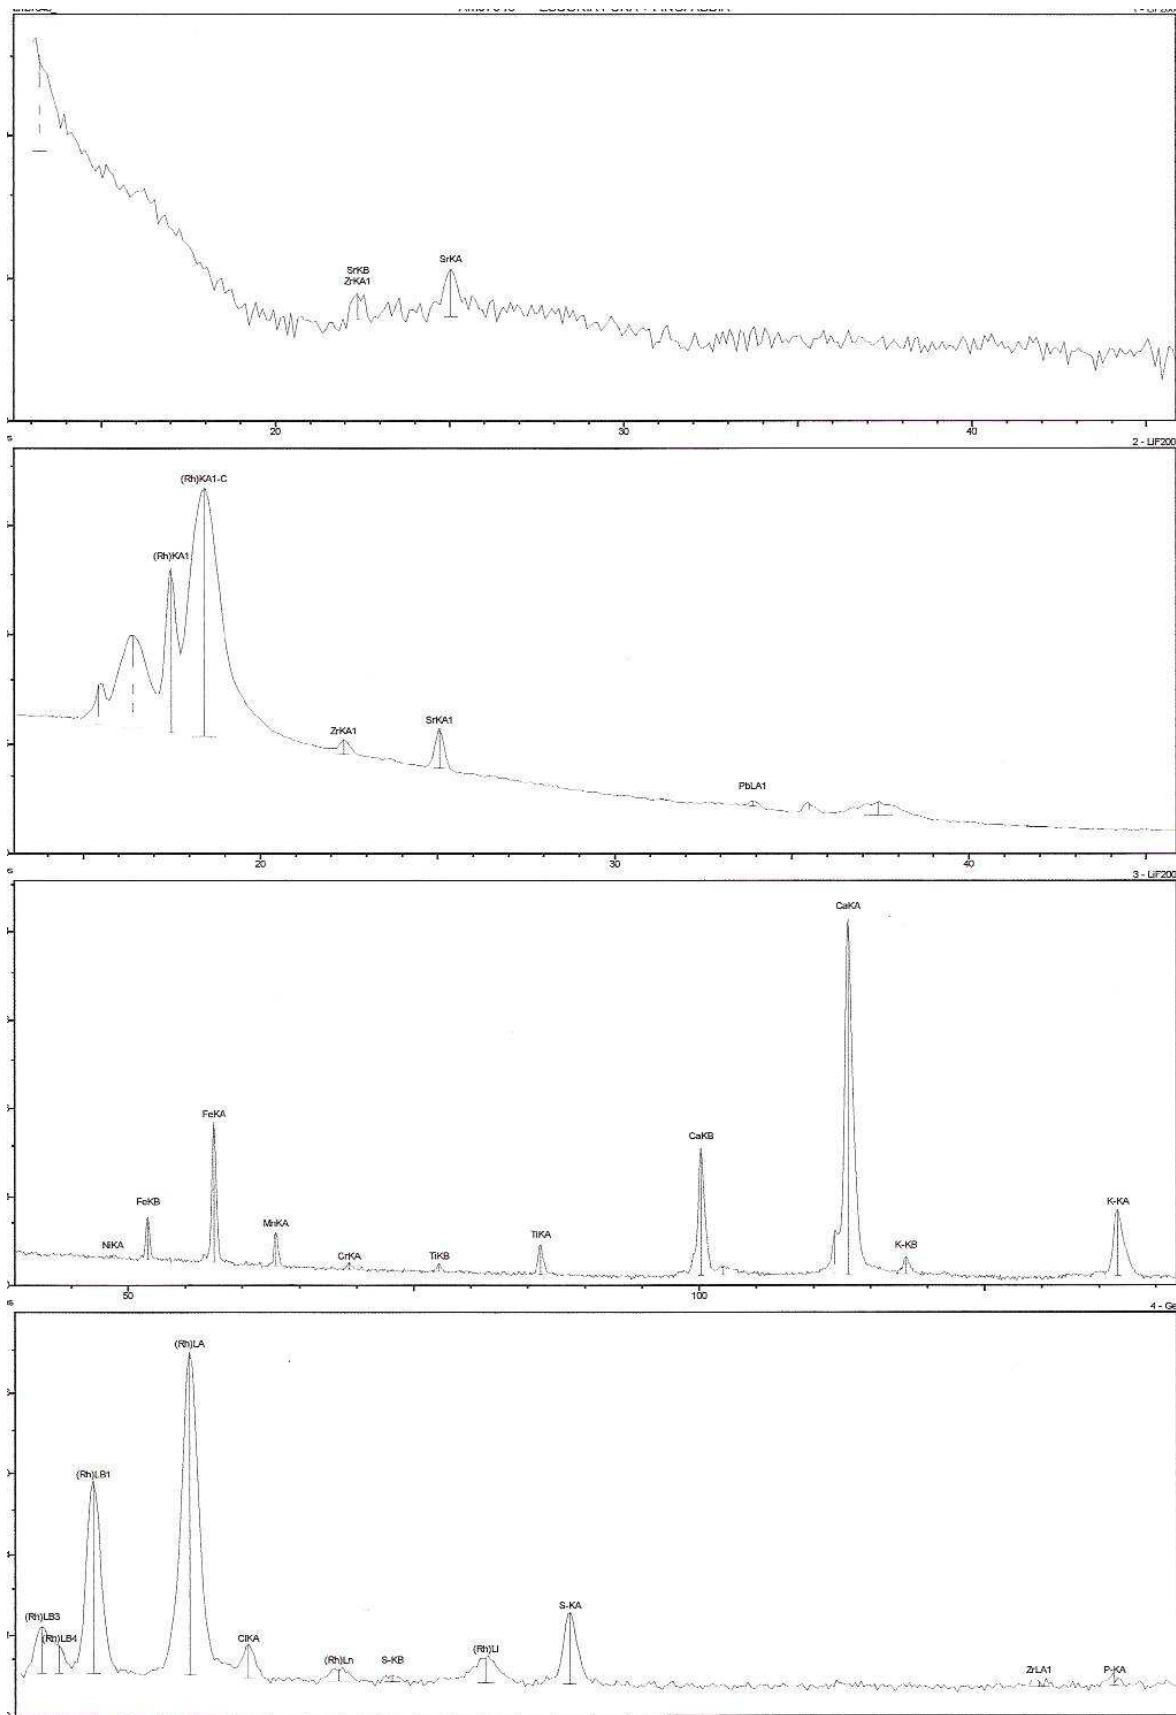 SrKB
ZrKA1
SrKA
20
30
40
2 - LiF200
(Rh)KA1-C
(Rh)KA1
ZrKA1
SrKA1
PbLA1
20
30
40
3 - LiF200
CaKA
FeKA
CaKB
FeKB
K-KA
MnKA
TiKA
NiKA
CrKA
TiKB
K-KB
50
100
4 - Ge
(Rh)LA
(Rh)LB1
(Rh)LB3
(Rh)LB4
ClKA
(Rh)Ln
S-KB
(Rh)Ll
S-KA
ZrLA1
P-KA